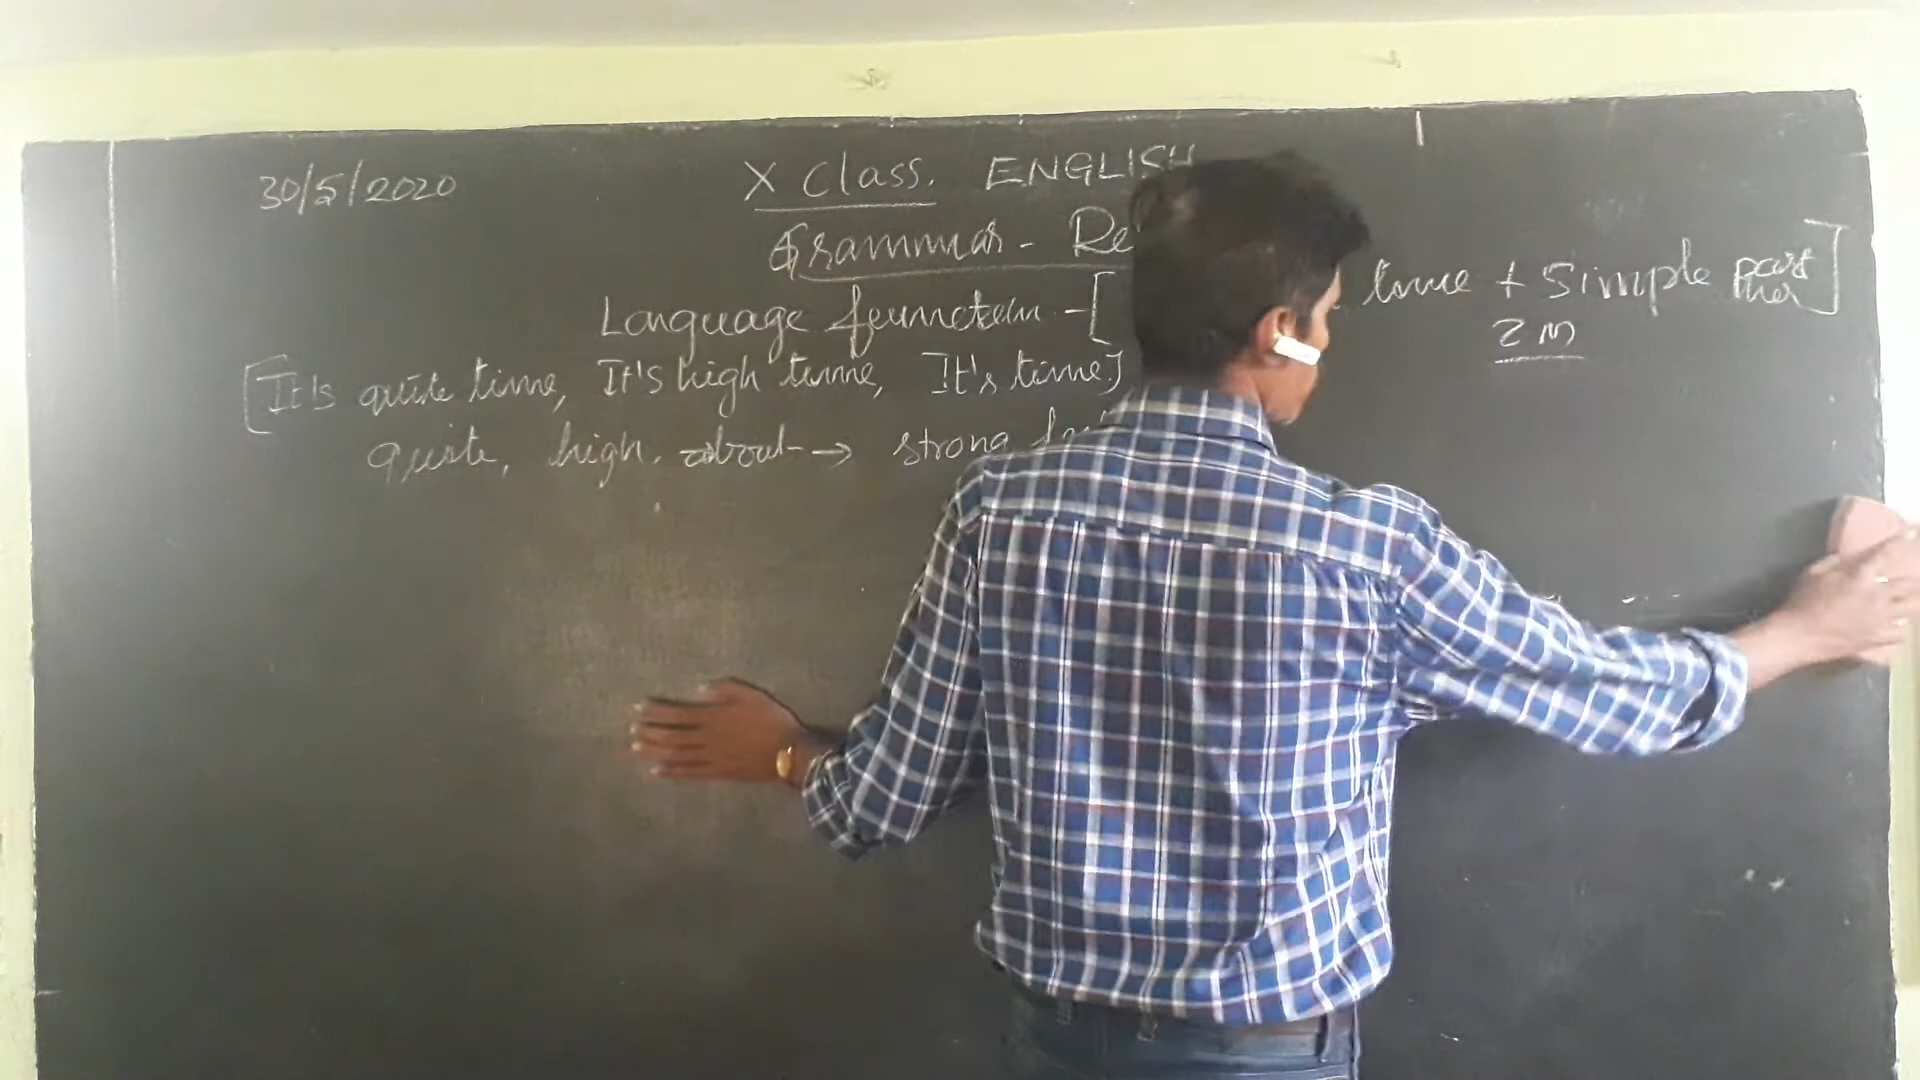 30/5/2020
X Class. ENGLISH
Grammar - Re
Language function - [ time + Simple past
2 M
[It's quite time, It's high time, It's time]
quite, high, about → strong